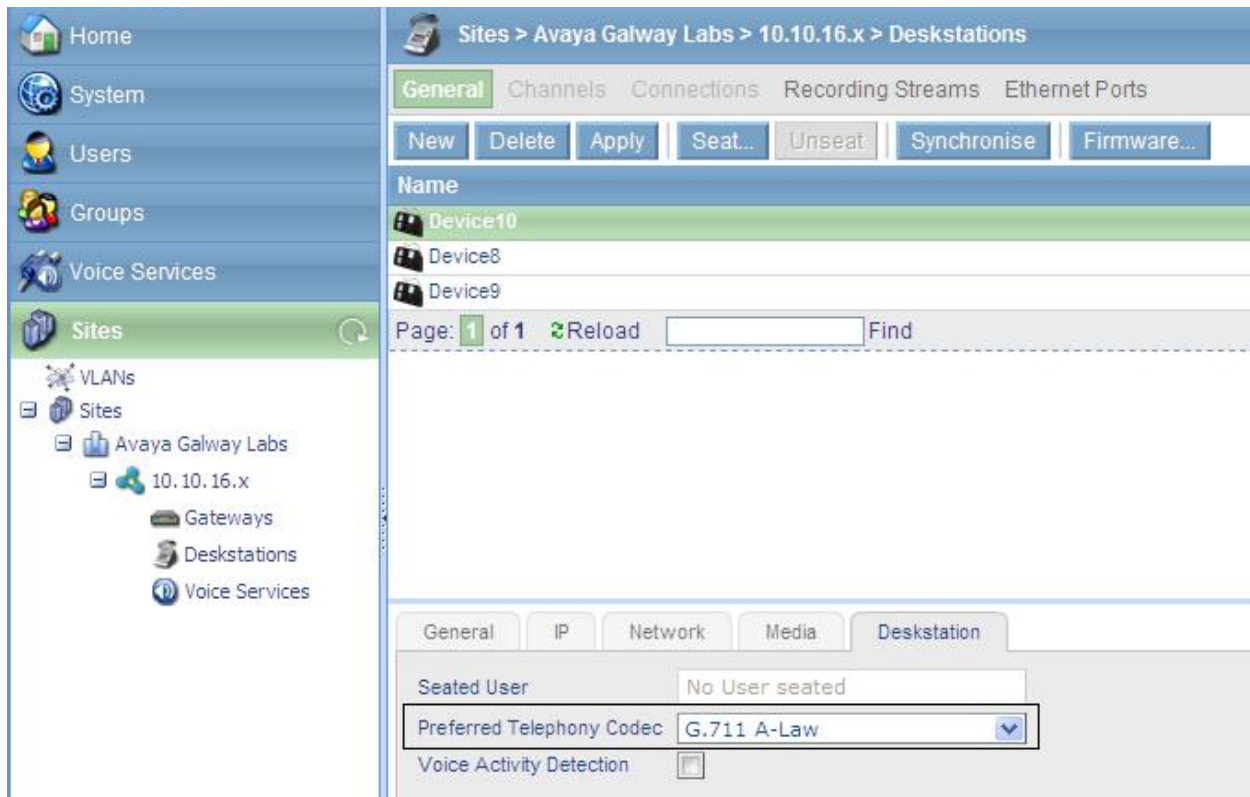 Home
System
Users
Groups
Voice Services
Sites
VLANs
Sites
Avaya Galway Labs
10.10.16.x
Gateways
Deskstations
Voice Services
Sites > Avaya Galway Labs > 10.10.16.x > Deskstations
General Channels Connections Recording Streams Ethernet Ports
New Delete Apply Seat... Unseat Synchronise Firmware...
Name
Device10
Device8
Device9
Page: 1 of 1 Reload Find
General IP Network Media Deskstation
Seated User No User seated
Preferred Telephony Codec G.711 A-Law
Voice Activity Detection